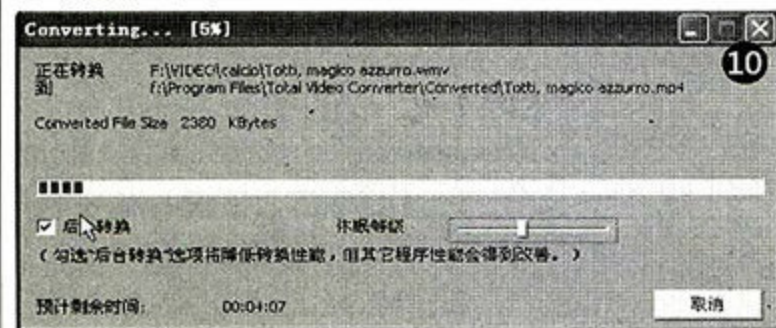 Converting... [5%]
10
正在转换 F:\VIDEO\calcio\Totti, magico azzurro.wmv
到 f:\Program Files\Total Video Converter\Converted\Totti, magico azzurro.mp4
Converted File Size 2380 kBytes
后台转换 休眠等级
(勾选"后台转换"选项将降低转换性能，但其它程序性能会得到改善。)
预计剩余时间: 00:04:07 取消